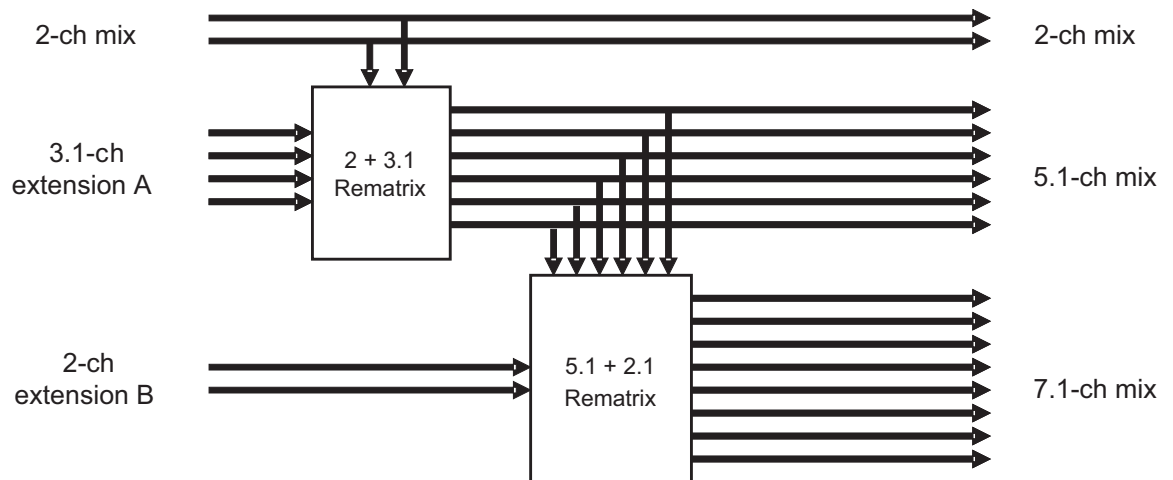 2-ch mix
2-ch mix
3.1-ch
extension A
2 + 3.1
Rematrix
5.1-ch mix
2-ch
extension B
5.1 + 2.1
Rematrix
7.1-ch mix